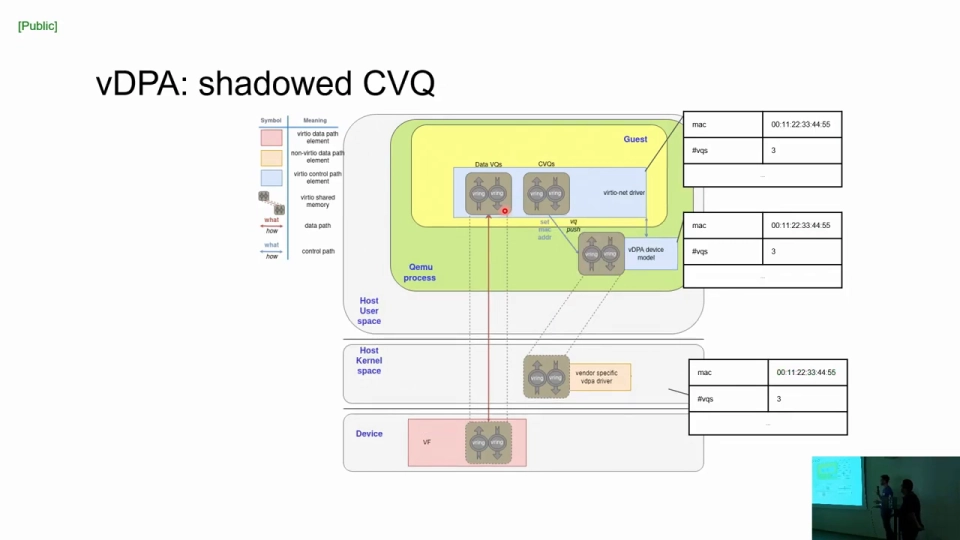 [Public]
vDPA: shadowed CVQ
Symbol Meaning
virtio data path
element
non-virtio data path
element
virtio control path
element
virtio shared
memory
what
how
data path
what
how
control path
Guest
Data VQs
CVQs
vring vring
vring vring
virtio-net driver
set
mac
addr
vq
push
vring vring
vDPA device
model
Qemu
process
Host
User
space
Host
Kernel
space
vring vring
vendor specific
vdpa driver
Device
VF
vring vring
mac 00:11:22:33:44:55
#vqs 3
...
mac 00:11:22:33:44:55
#vqs 3
...
mac 00:11:22:33:44:55
#vqs 3
...